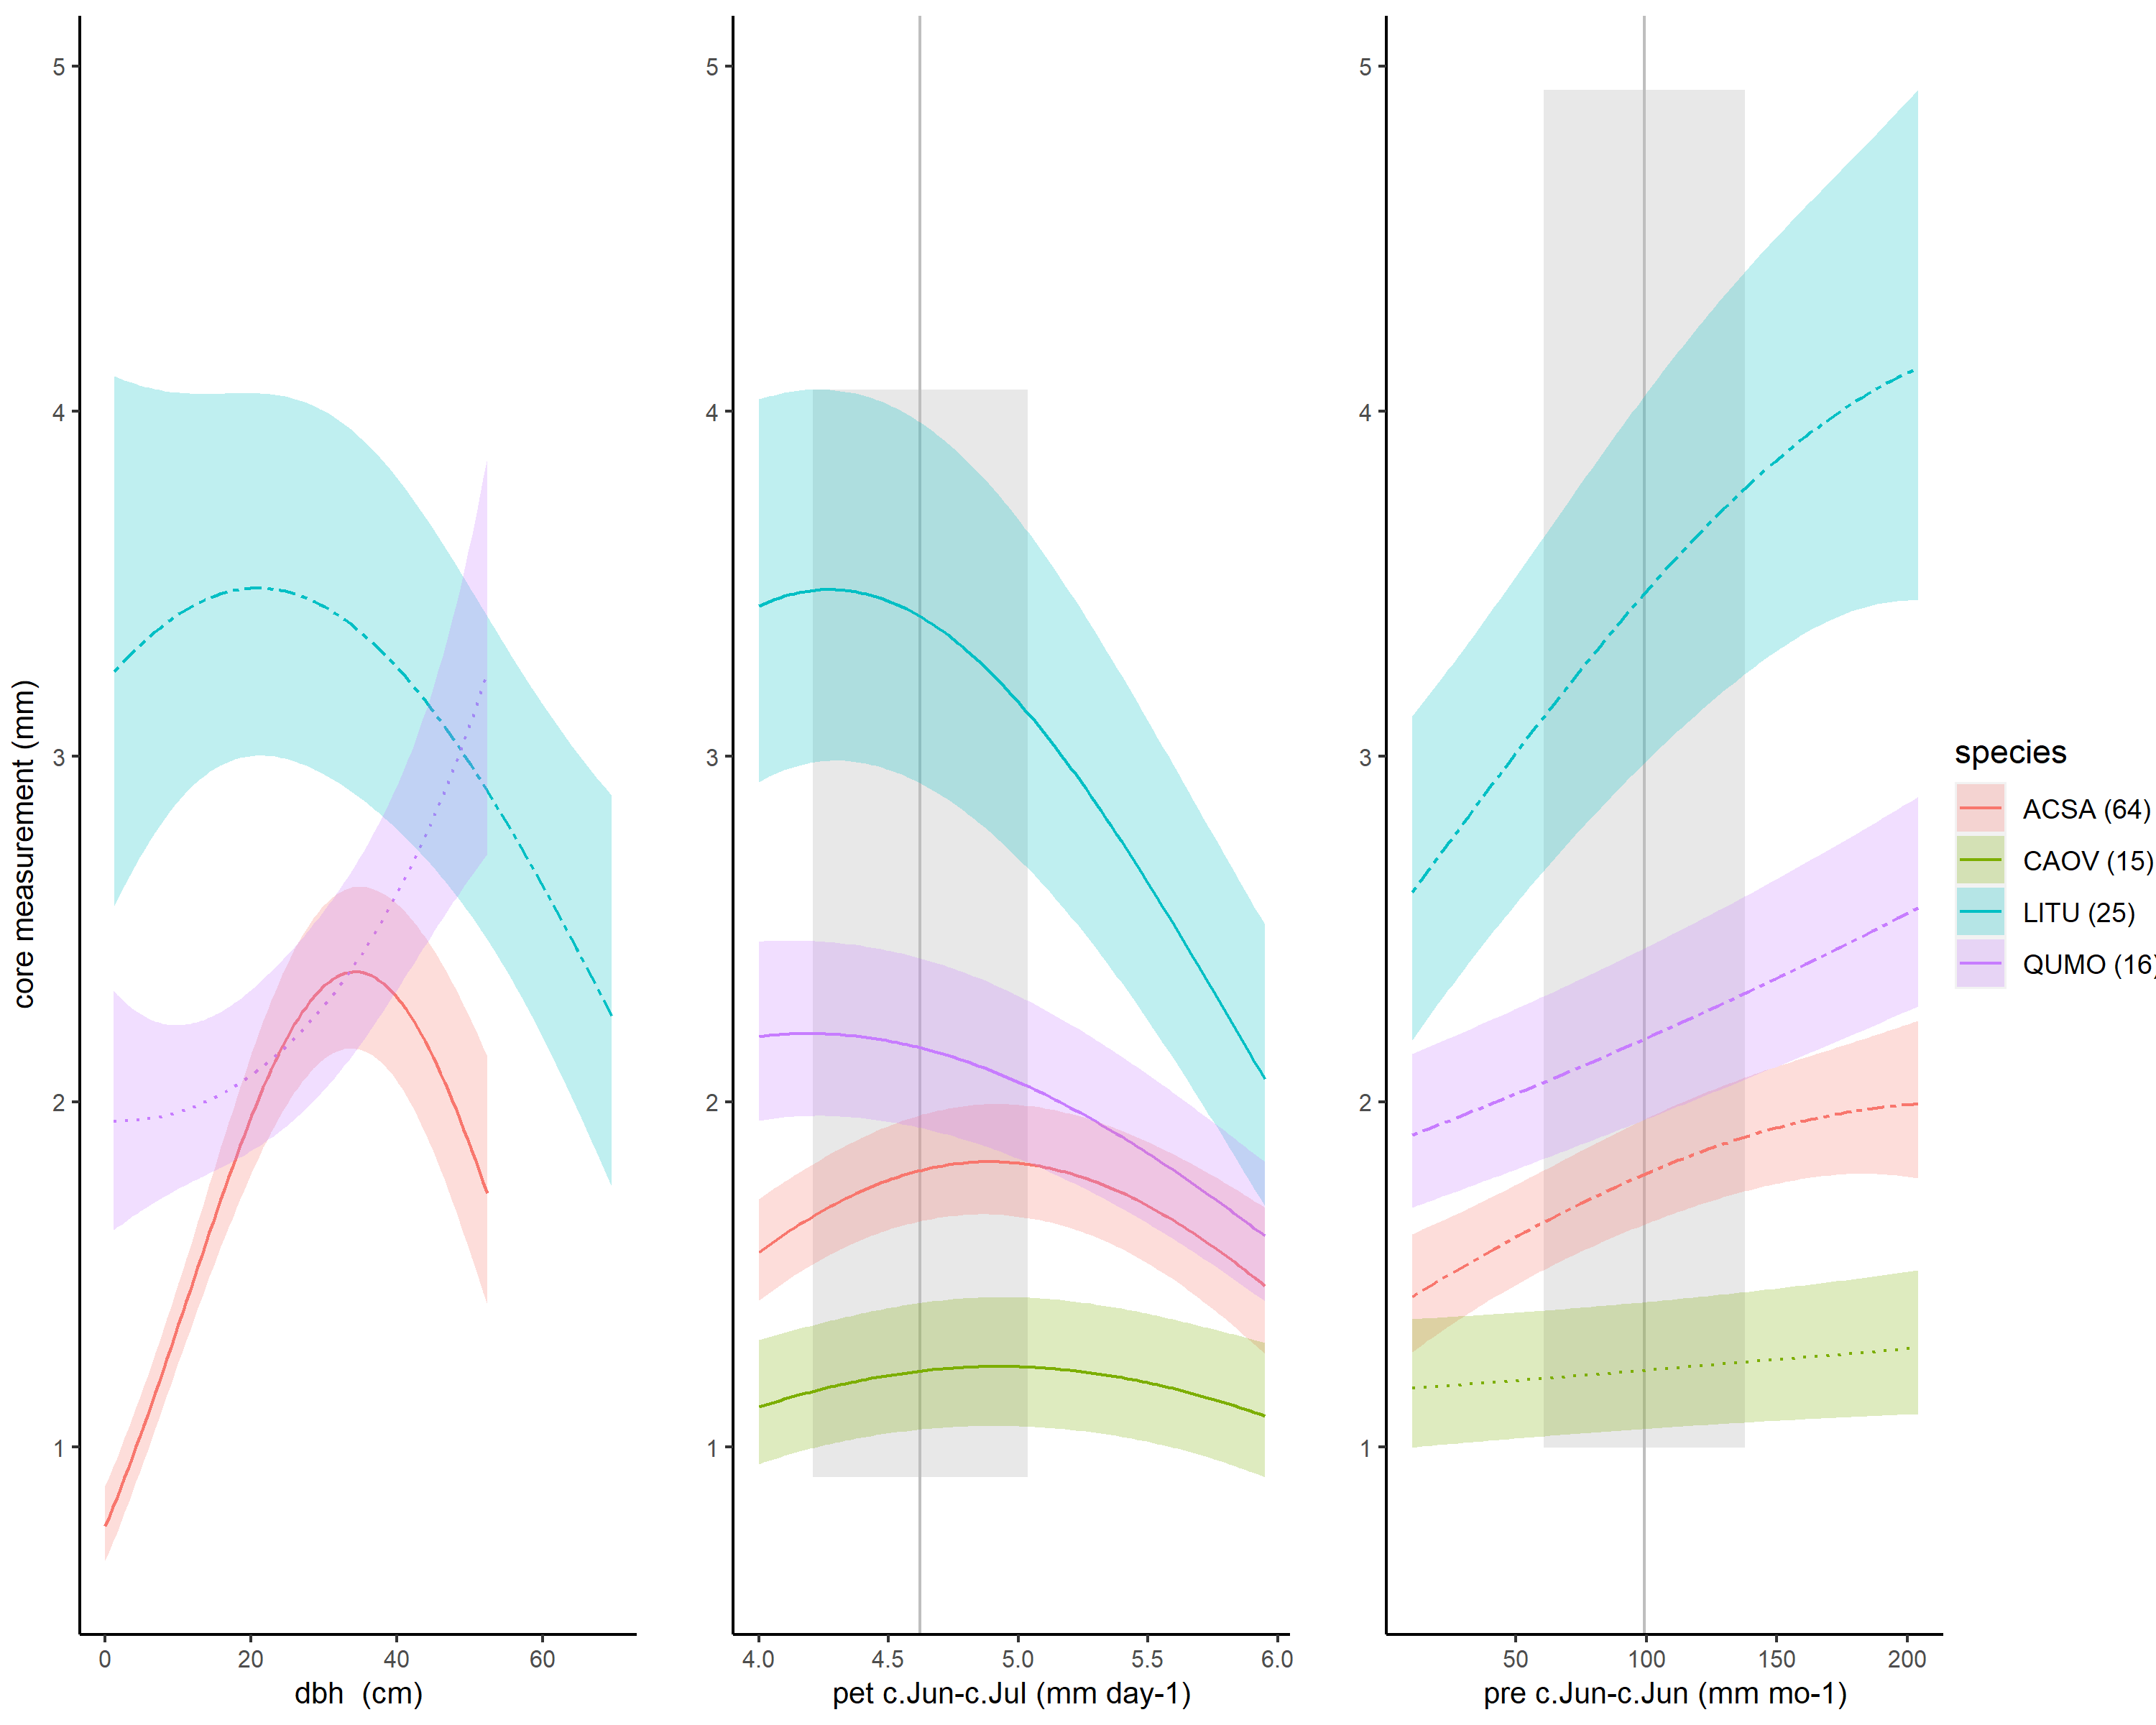 core measurement (mm)
5
4
3
2
1
0 20 40 60
dbh (cm)
5
4
3
2
1
4.0 4.5 5.0 5.5 6.0
pet c.Jun-c.Jul (mm day-1)
5
4
3
2
1
50 100 150 200
pre c.Jun-c.Jun (mm mo-1)
species
ACSA (64)
CAOV (15)
LITU (25)
QUMO (16)